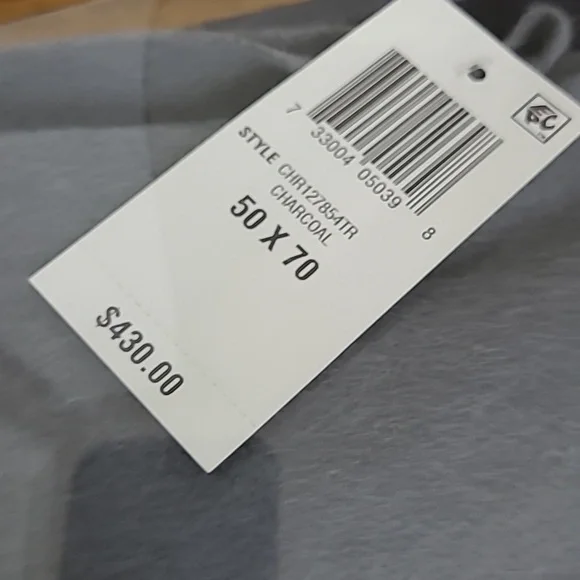 7 33004 05039 8
STYLE CHR127854TR
CHARCOAL
50 X 70
$430.00